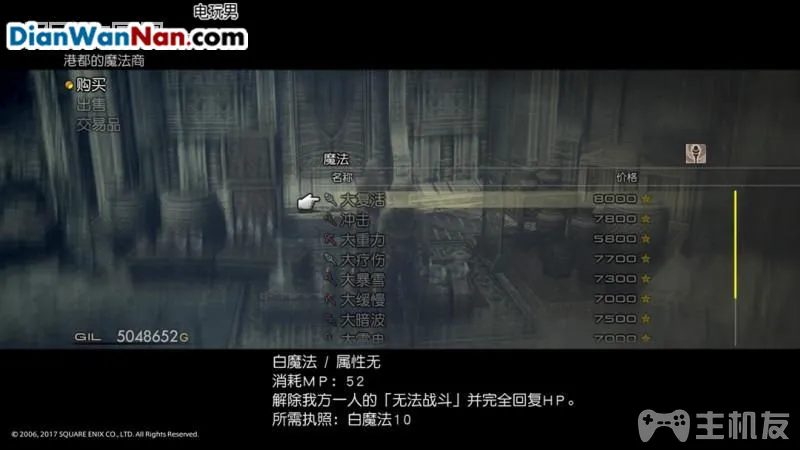 电玩男
DianWanNan.com
港都的魔法商
购买
出售
交易品
魔法
名称 价格
大复活 8000
冲击 7800
大重力 5800
大疗伤 7700
大暴雪 7300
大缓慢 7000
大暗波 7500
7000
GIL 5048652G
白魔法 / 属性无
消耗MP：52
解除我方一人的「无法战斗」并完全回复HP。
所需执照：白魔法10
© 2006, 2017 SQUARE ENIX CO., LTD. All Rights Reserved.
主机友